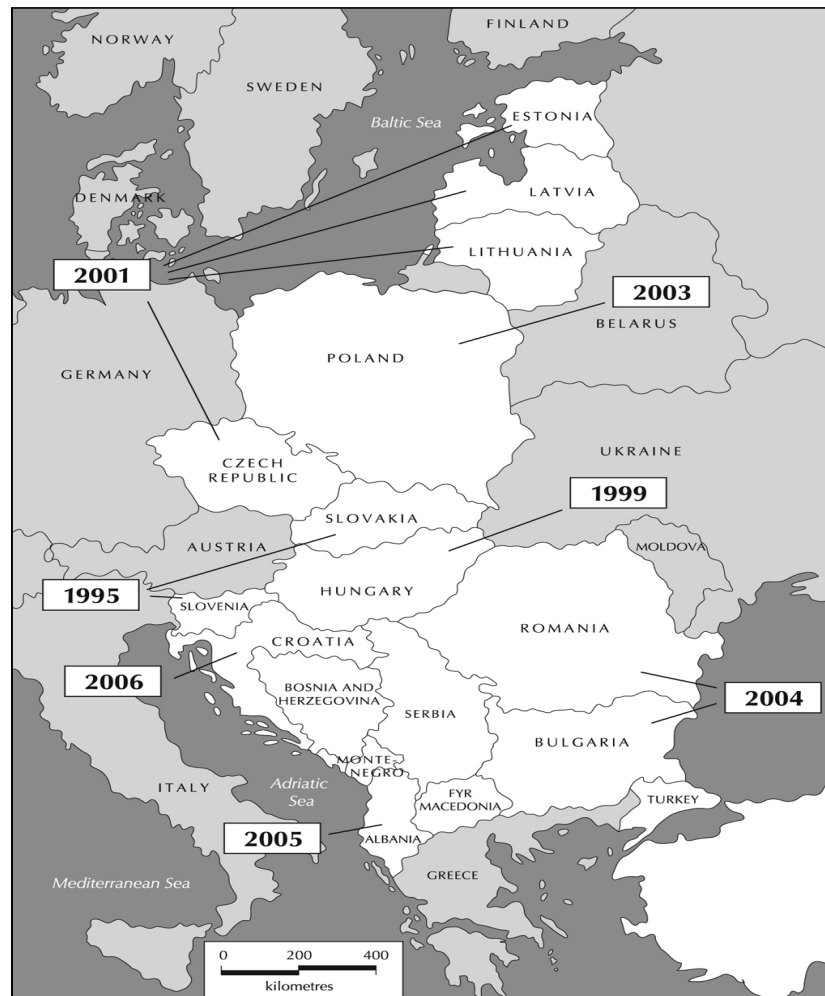 NORWAY
FINLAND
SWEDEN
Baltic Sea
ESTONIA
LATVIA
DENMARK
LITHUANIA
2001
2003
BELARUS
POLAND
GERMANY
UKRAINE
CZECH
REPUBLIC
1999
SLOVAKIA
AUSTRIA
MOLDOVA
HUNGARY
1995
SLOVENIA
ROMANIA
CROATIA
2006
BOSNIA AND
HERZEGOVINA
2004
SERBIA
BULGARIA
MONTE-
NEGRO
ITALY
Adriatic
Sea
FYR
MACEDONIA
TURKEY
2005
ALBANIA
GREECE
Mediterranean Sea
0 200 400
kilometres